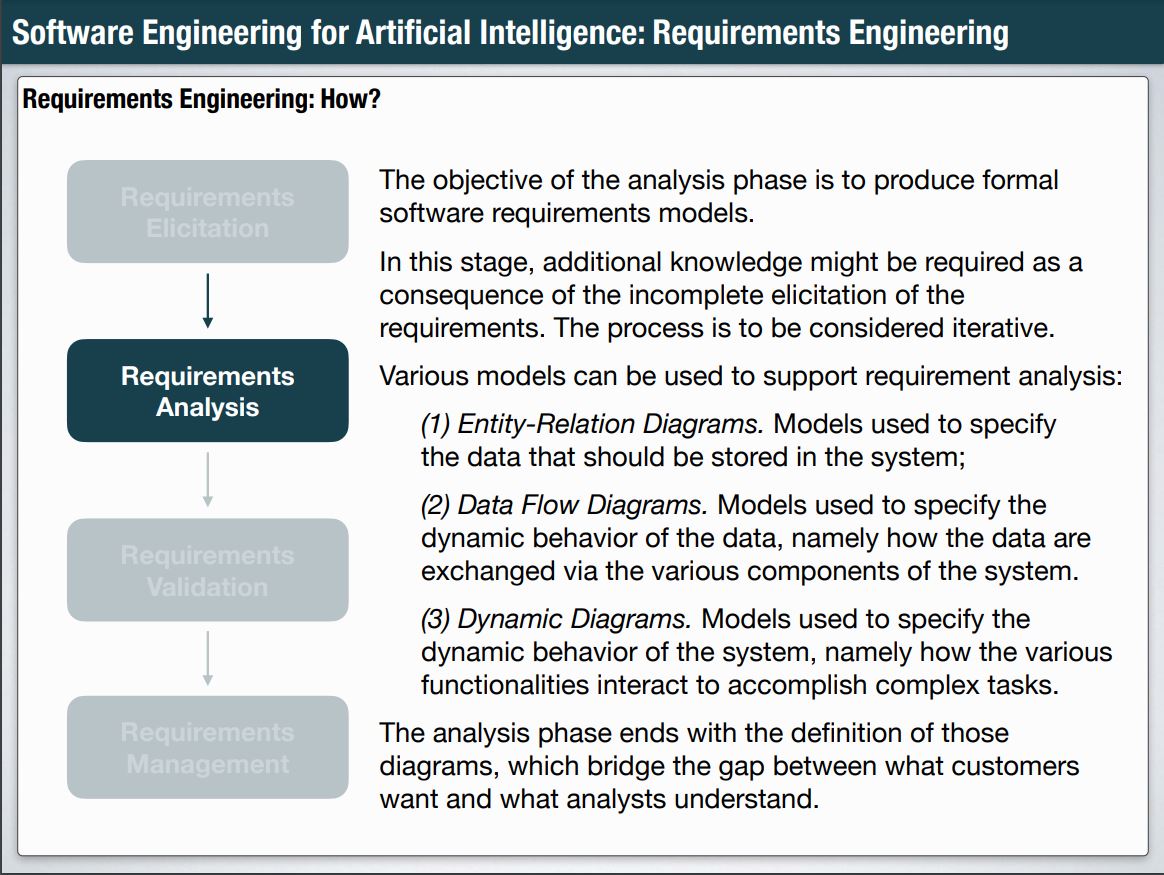 Software Engineering for Artificial Intelligence: Requirements Engineering
Requirements Engineering: How?
Requirements
Elicitation
Requirements
Analysis
Requirements
Validation
Requirements
Management
The objective of the analysis phase is to produce formal
software requirements models.
In this stage, additional knowledge might be required as a
consequence of the incomplete elicitation of the
requirements. The process is to be considered iterative.
Various models can be used to support requirement analysis:
(1) Entity-Relation Diagrams. Models used to specify
the data that should be stored in the system;
(2) Data Flow Diagrams. Models used to specify the
dynamic behavior of the data, namely how the data are
exchanged via the various components of the system.
(3) Dynamic Diagrams. Models used to specify the
dynamic behavior of the system, namely how the various
functionalities interact to accomplish complex tasks.
The analysis phase ends with the definition of those
diagrams, which bridge the gap between what customers
want and what analysts understand.